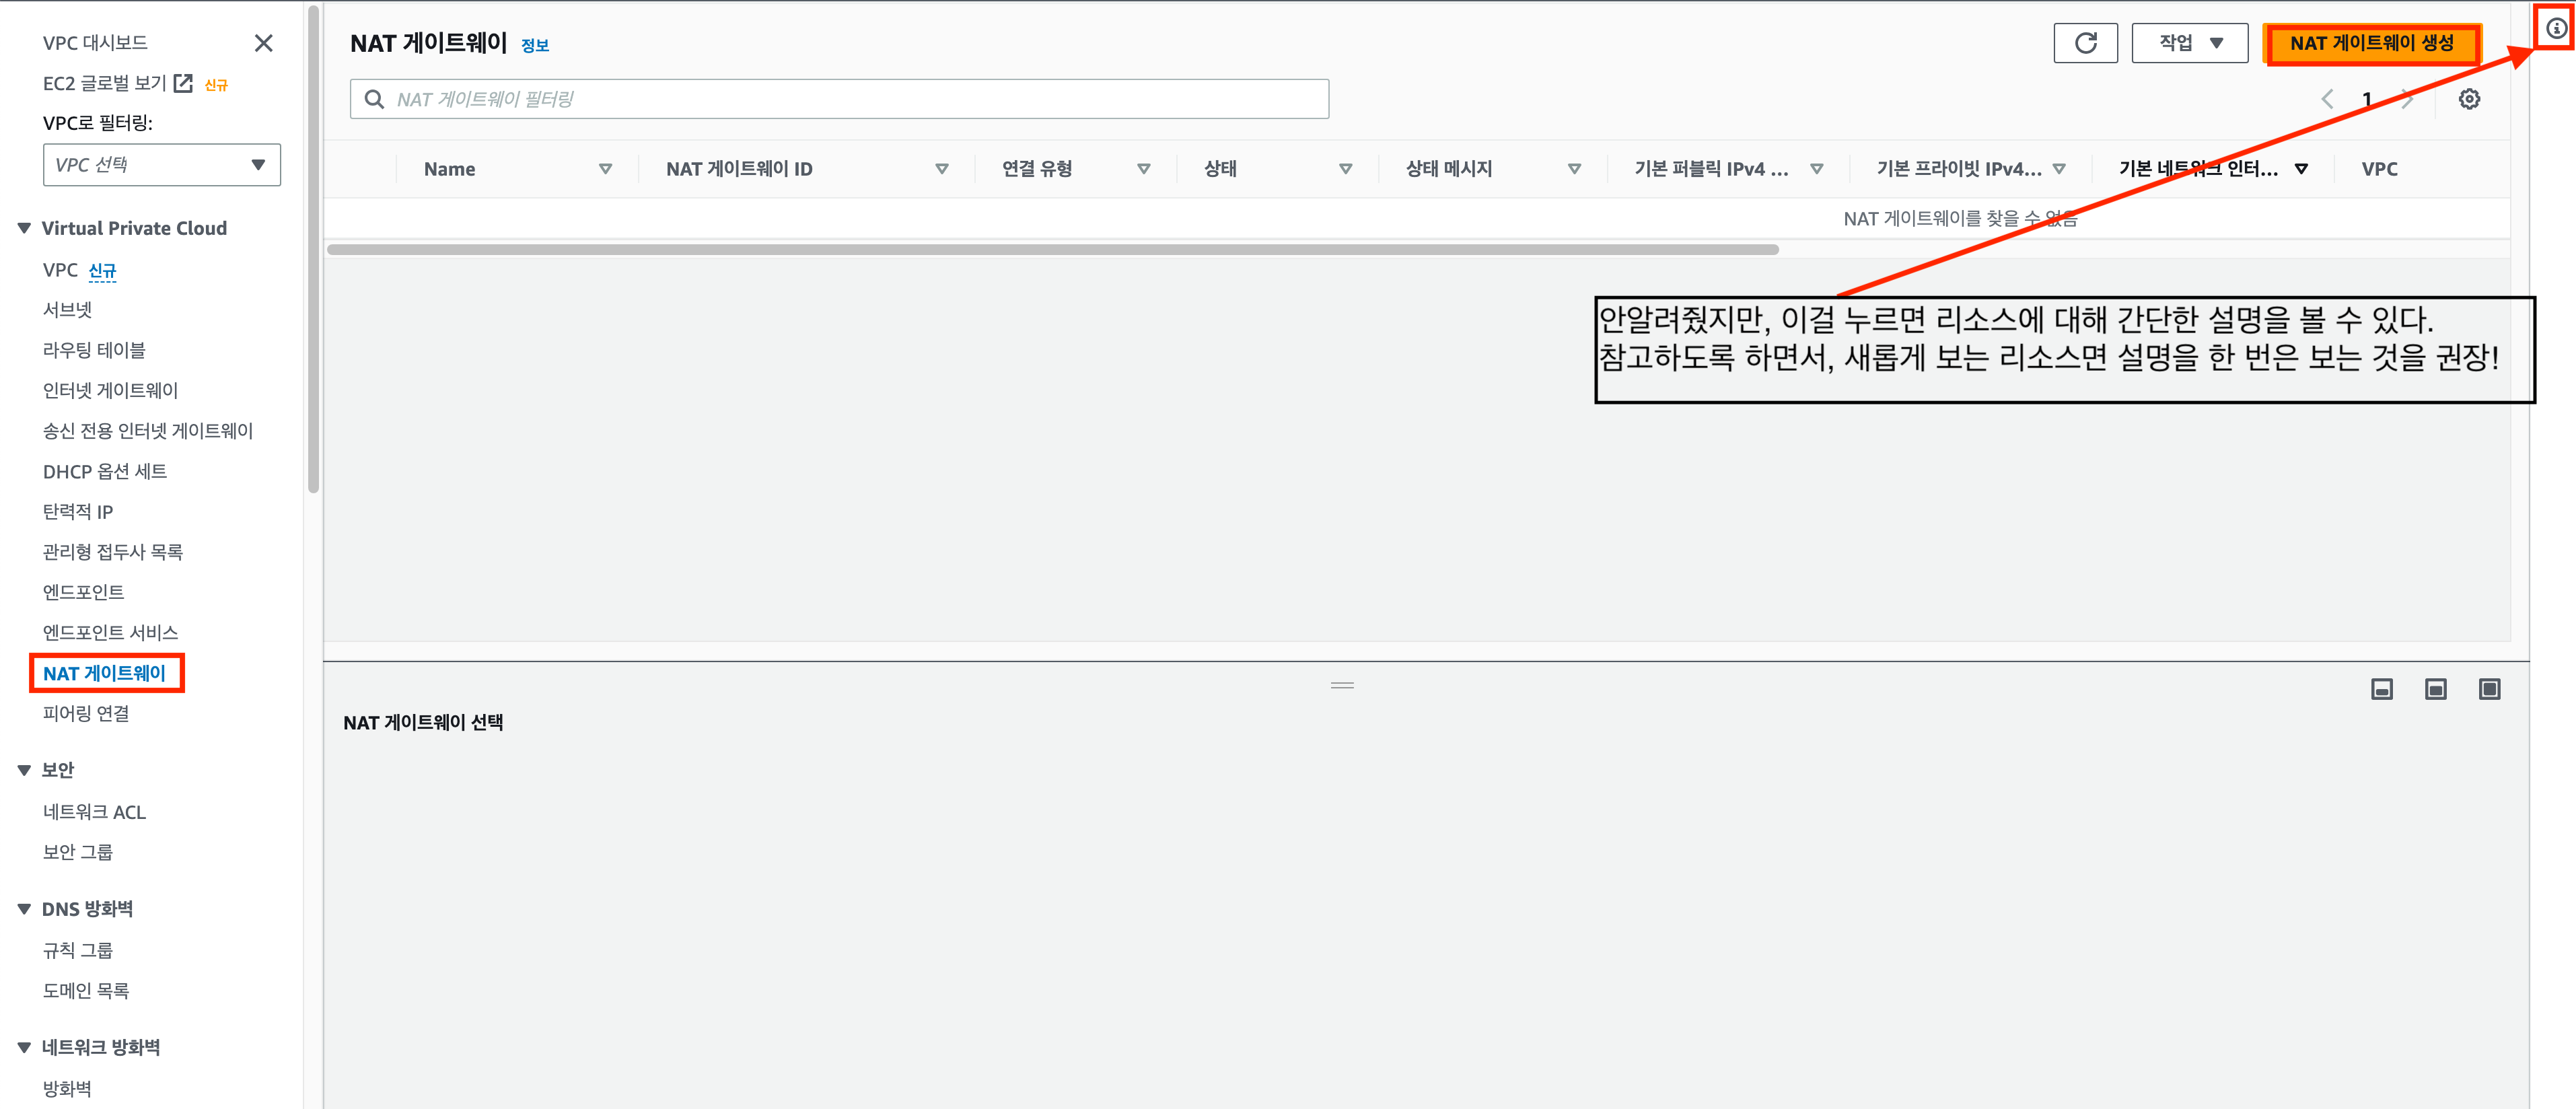 VPC 대시보드
EC2 글로벌 보기 신규
VPC로 필터링:
VPC 선택
Virtual Private Cloud
VPC 신규
서브넷
라우팅 테이블
인터넷 게이트웨이
송신 전용 인터넷 게이트웨이
DHCP 옵션 세트
탄력적 IP
관리형 접두사 목록
엔드포인트
엔드포인트 서비스
NAT 게이트웨이
피어링 연결
보안
네트워크 ACL
보안 그룹
DNS 방화벽
규칙 그룹
도메인 목록
네트워크 방화벽
방화벽
NAT 게이트웨이 정보
작업
NAT 게이트웨이 생성
NAT 게이트웨이 필터링
1
Name NAT 게이트웨이 ID 연결 유형 상태 상태 메시지 기본 퍼블릭 IPv4 ... 기본 프라이빗 IPv4... 기본 네트워크 인터... VPC
NAT 게이트웨이를 찾을 수 없음
안알려줬지만, 이걸 누르면 리소스에 대해 간단한 설명을 볼 수 있다.
참고하도록 하면서, 새롭게 보는 리소스면 설명을 한 번은 보는 것을 권장!
NAT 게이트웨이 선택